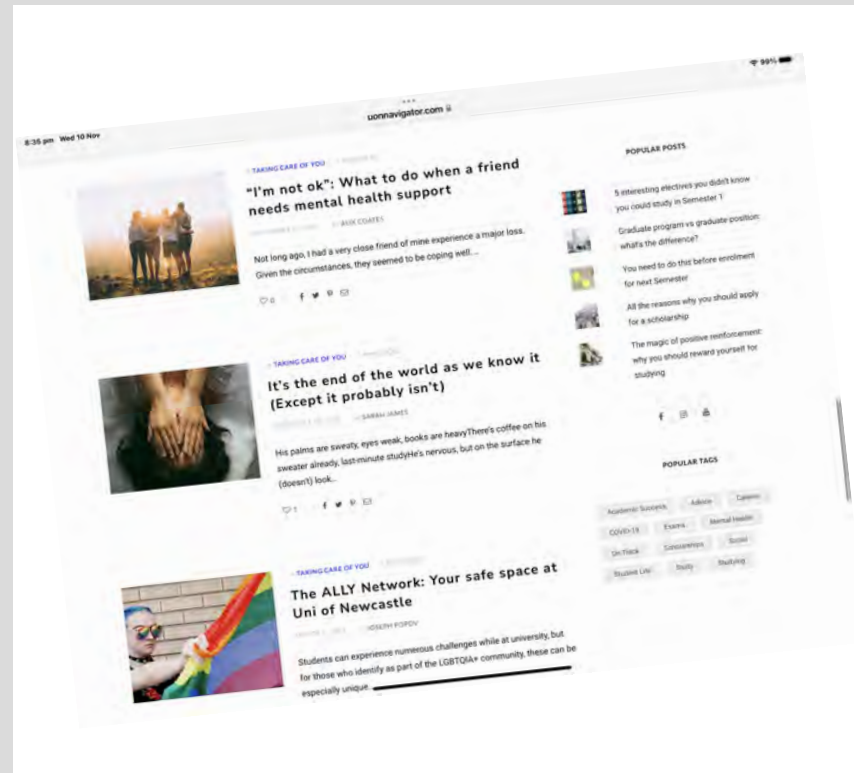 8:35 pm Wed 10 Nov
uonnavigator.com
99%
TAKING CARE OF YOU
“I’m not ok”: What to do when a friend
needs mental health support
BY ALIX COATES
Not long ago, I had a very close friend of mine experience a major loss.
Given the circumstances, they seemed to be coping well...
0
TAKING CARE OF YOU
It’s the end of the world as we know it
(Except it probably isn’t)
SARAH JAMES
His palms are sweaty, eyes weak, books are heavyThere’s coffee on his
sweater already, last-minute studyHe’s nervous, but on the surface he
(doesn’t) look...
1
TAKING CARE OF YOU
The ALLY Network: Your safe space at
Uni of Newcastle
JOSEPH POPOV
Students can experience numerous challenges while at university, but
for those who identify as part of the LGBTQIA+ community, these can be
especially unique.
POPULAR POSTS
5 interesting electives you didn’t know
you could study in Semester 1
Graduate program vs graduate position:
what’s the difference?
You need to do this before enrolment
for next Semester
All the reasons why you should apply
for a scholarship
The magic of positive reinforcement:
why you should reward yourself for
studying
POPULAR TAGS
Academic Success Advice Careers
COVID-19 Exams Mental Health
On Track Scholarships Social
Student Life Study Studying